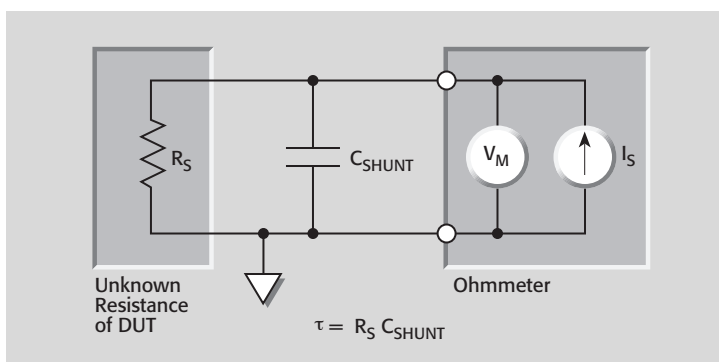 R_S
C_SHUNT
V_M
I_S
Unknown
Resistance
of DUT
Ohmmeter
τ = R_S C_SHUNT